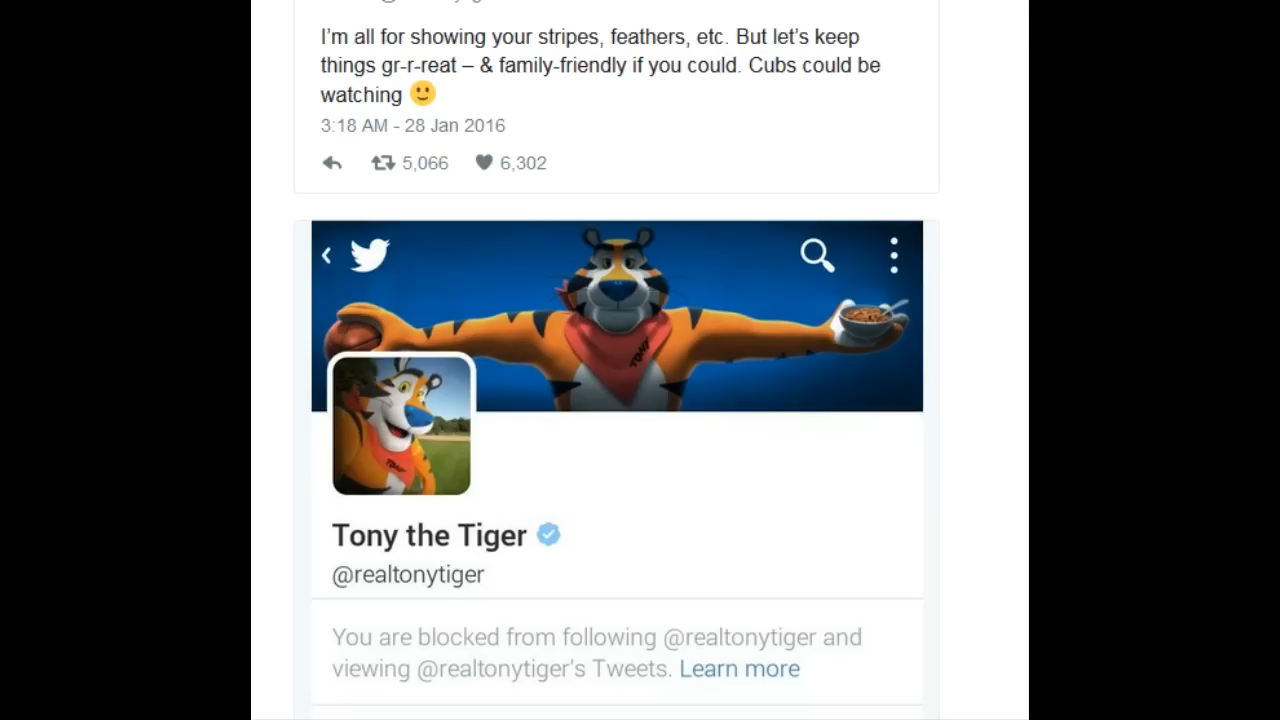 I'm all for showing your stripes, feathers, etc. But let's keep
things gr-r-reat – & family-friendly if you could. Cubs could be
watching 🙂
3:18 AM - 28 Jan 2016
5,066 6,302
TONY
TONY
Tony the Tiger
@realtonytiger
You are blocked from following @realtonytiger and
viewing @realtonytiger's Tweets. Learn more